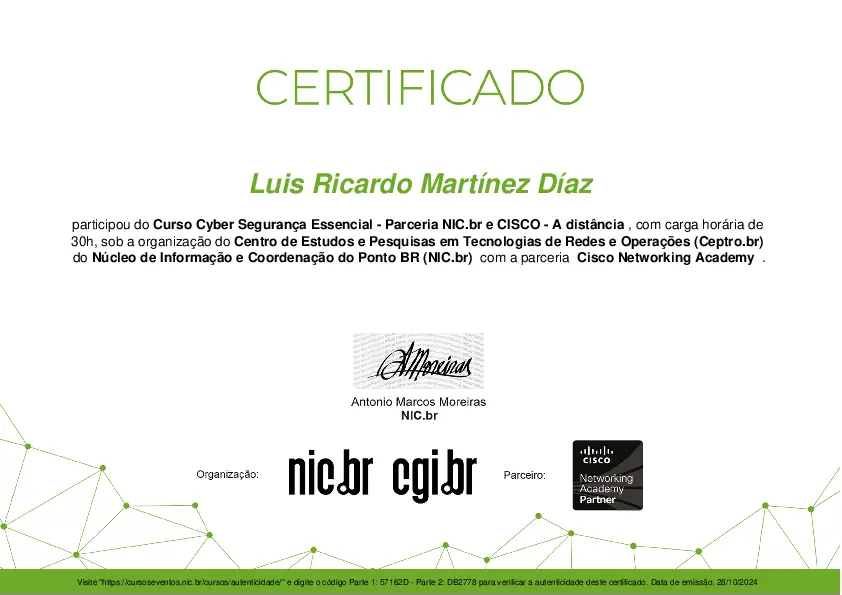 CERTIFICADO
Luis Ricardo Martínez Díaz
participou do Curso Cyber Segurança Essencial - Parceria NIC.br e CISCO - A distância , com carga horária de
30h, sob a organização do Centro de Estudos e Pesquisas em Tecnologias de Redes e Operações (Ceptro.br)
do Núcleo de Informação e Coordenação do Ponto BR (NIC.br) com a parceria Cisco Networking Academy .
AMoreiras
Antonio Marcos Moreiras
NIC.br
Organização:
nic.br cgi.br
Parceiro:
CISCO
Networking
Academy
Partner
Visite "https://cursoseventos.nic.br/cursos/autenticidade/" e digite o código Parte 1: 57162D - Parte 2: DB2778 para verificar a autenticidade deste certificado. Data de emissão: 28/10/2024